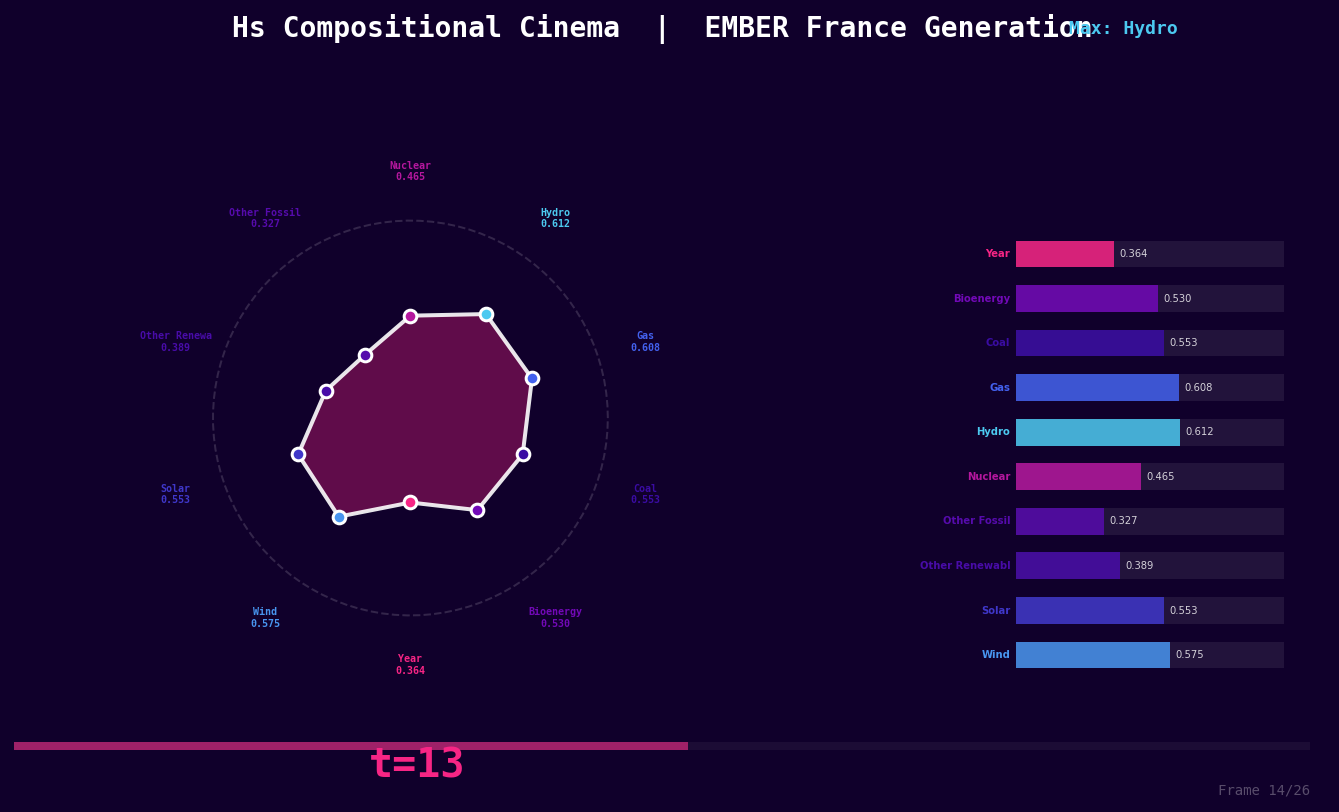 Hs Compositional Cinema | EMBER France Generation
Max: Hydro
Nuclear
0.465
Other Fossil
0.327
Hydro
0.612
Other Renewa
0.389
Gas
0.608
Solar
0.553
Coal
0.553
Wind
0.575
Bioenergy
0.530
Year
0.364
Year 0.364
Bioenergy 0.530
Coal 0.553
Gas 0.608
Hydro 0.612
Nuclear 0.465
Other Fossil 0.327
Other Renewabl 0.389
Solar 0.553
Wind 0.575
t=13
Frame 14/26